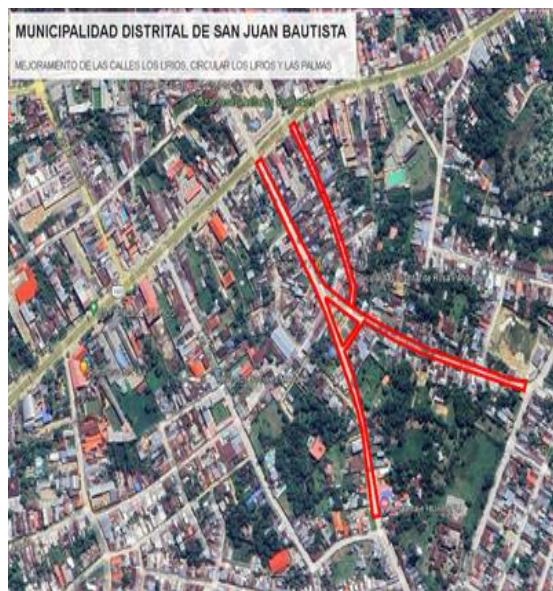 MUNICIPALIDAD DISTRITAL DE SAN JUAN BAUTISTA
MEJORAMIENTO DE LAS CALLES LOS LIRIOS, CIRCULAR LOS LIRIOS Y LAS PALMAS